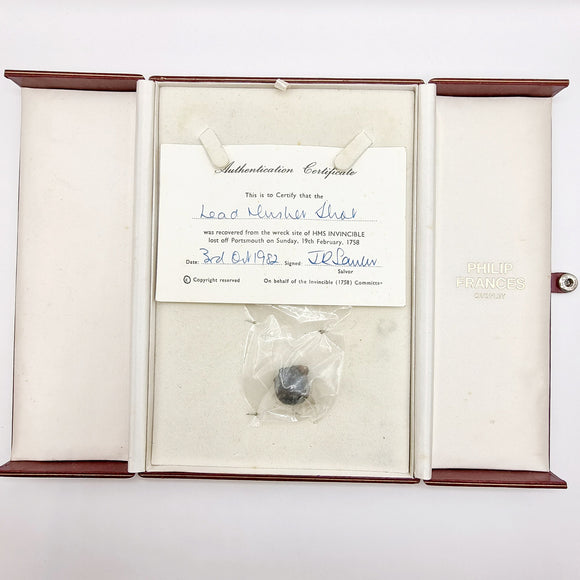 Authentication Certificate
This is to Certify that the
Lead Musket Shot
was recovered from the wreck site of HMS INVINCIBLE
lost off Portsmouth on Sunday, 19th February, 1758
Date: 3rd Oct 1982 Signed
Salvor
© Copyright reserved On behalf of the Invincible (1758) Committee
PHILIP
FRANCES